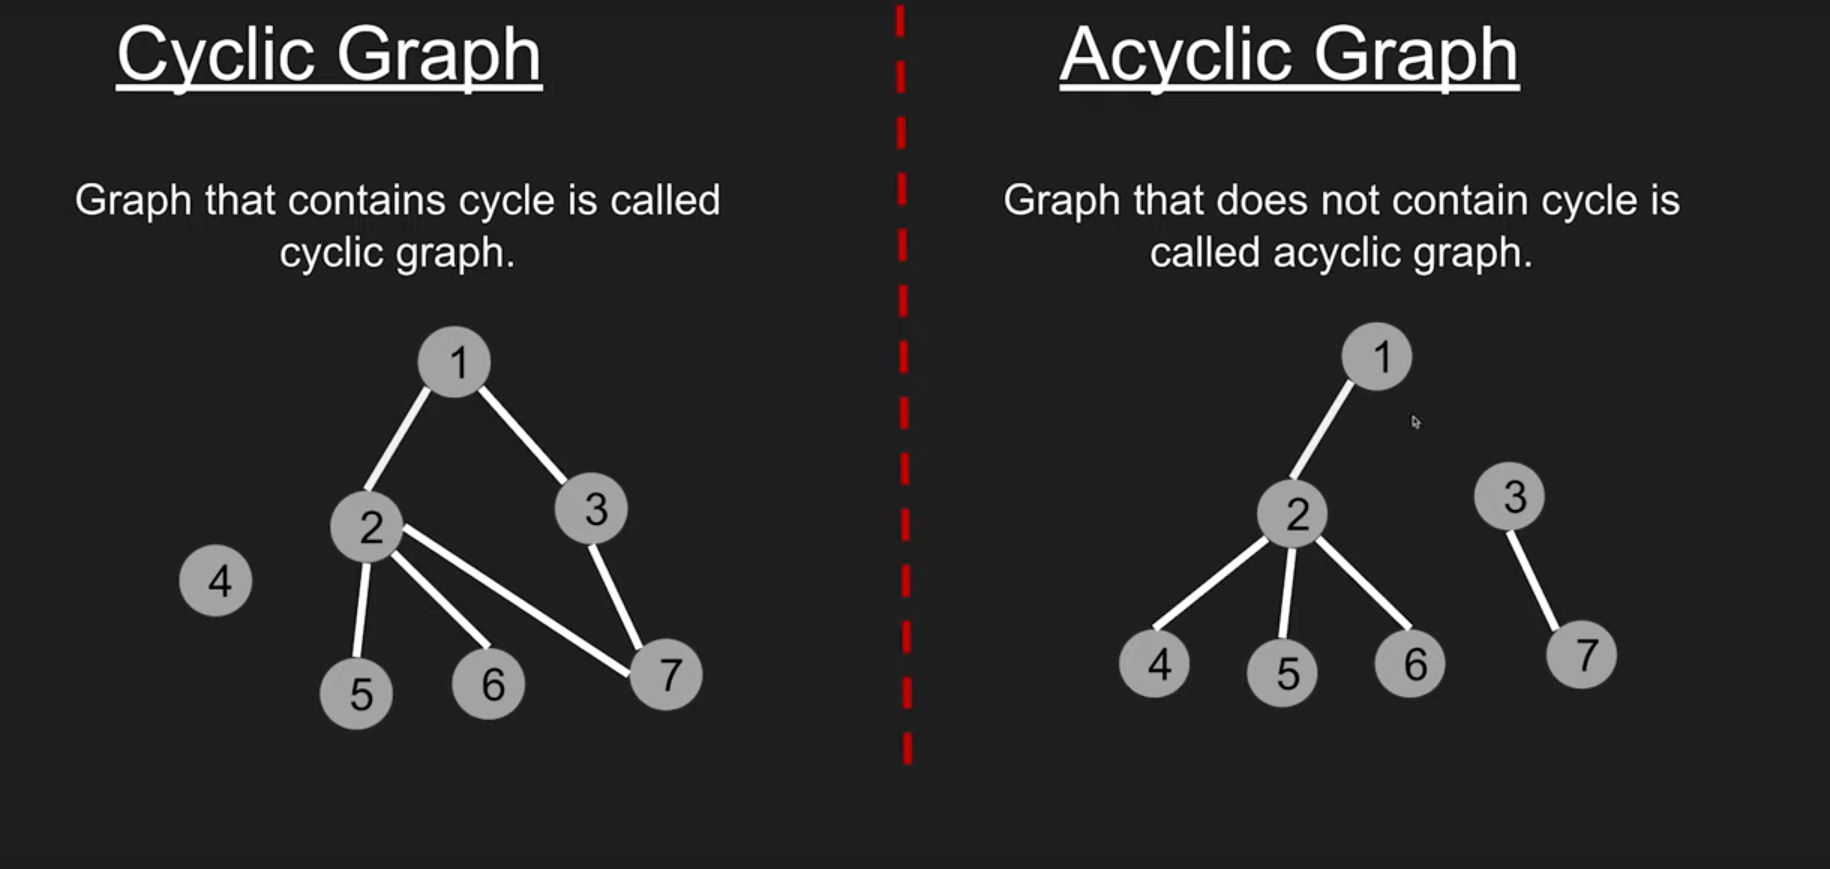 Cyclic Graph
Graph that contains cycle is called
cyclic graph.
1
2
3
4
5
6
7
Acyclic Graph
Graph that does not contain cycle is
called acyclic graph.
1
2
3
4
5
6
7